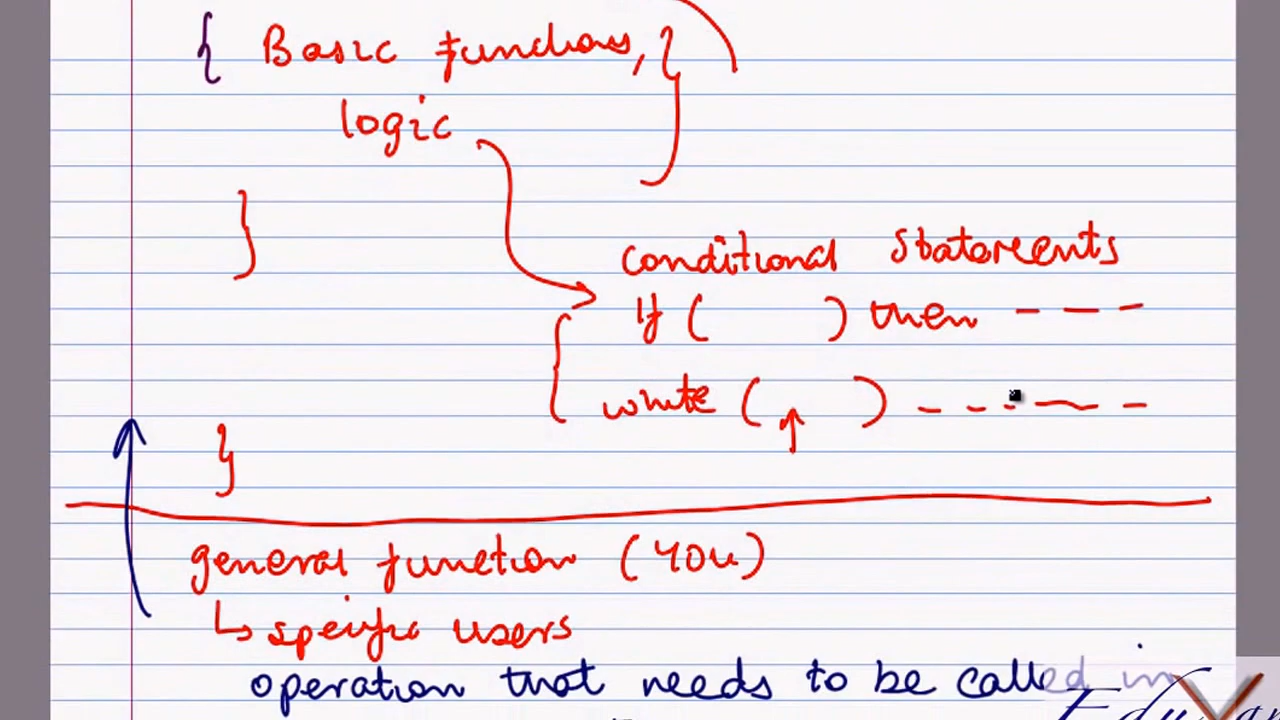 { Basic functions, }
logic
}
conditional statements
If ( ) then - - -
while ( ) - - - - -
}
general function (YOU)
↳ specific users
operation that needs to be called in